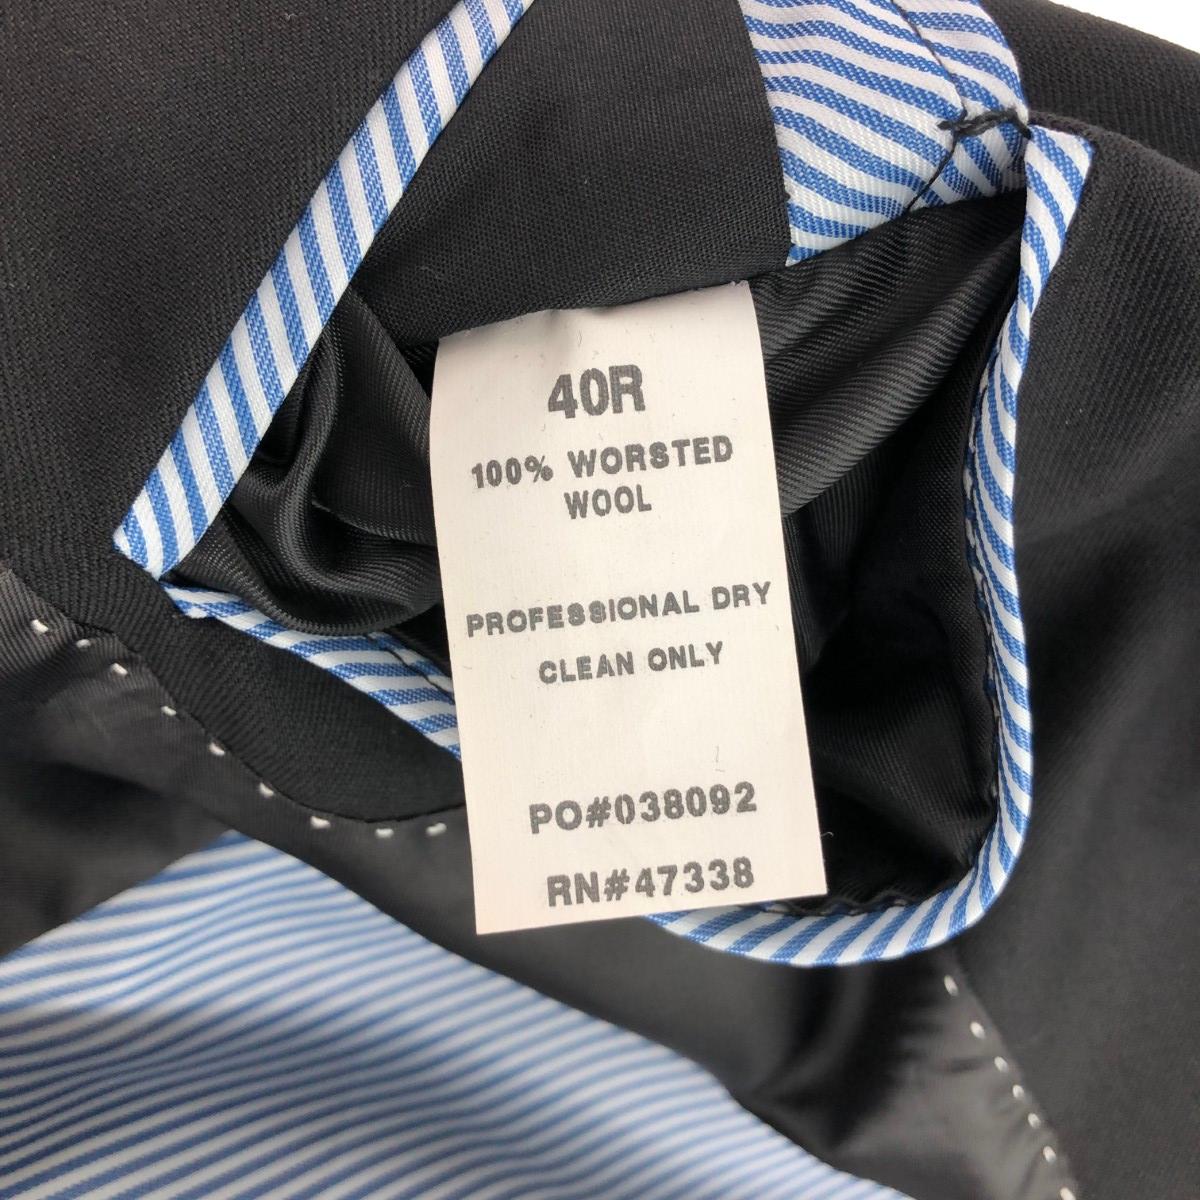 40R
100% WORSTED
WOOL
PROFESSIONAL DRY
CLEAN ONLY
PO#038092
RN#47338